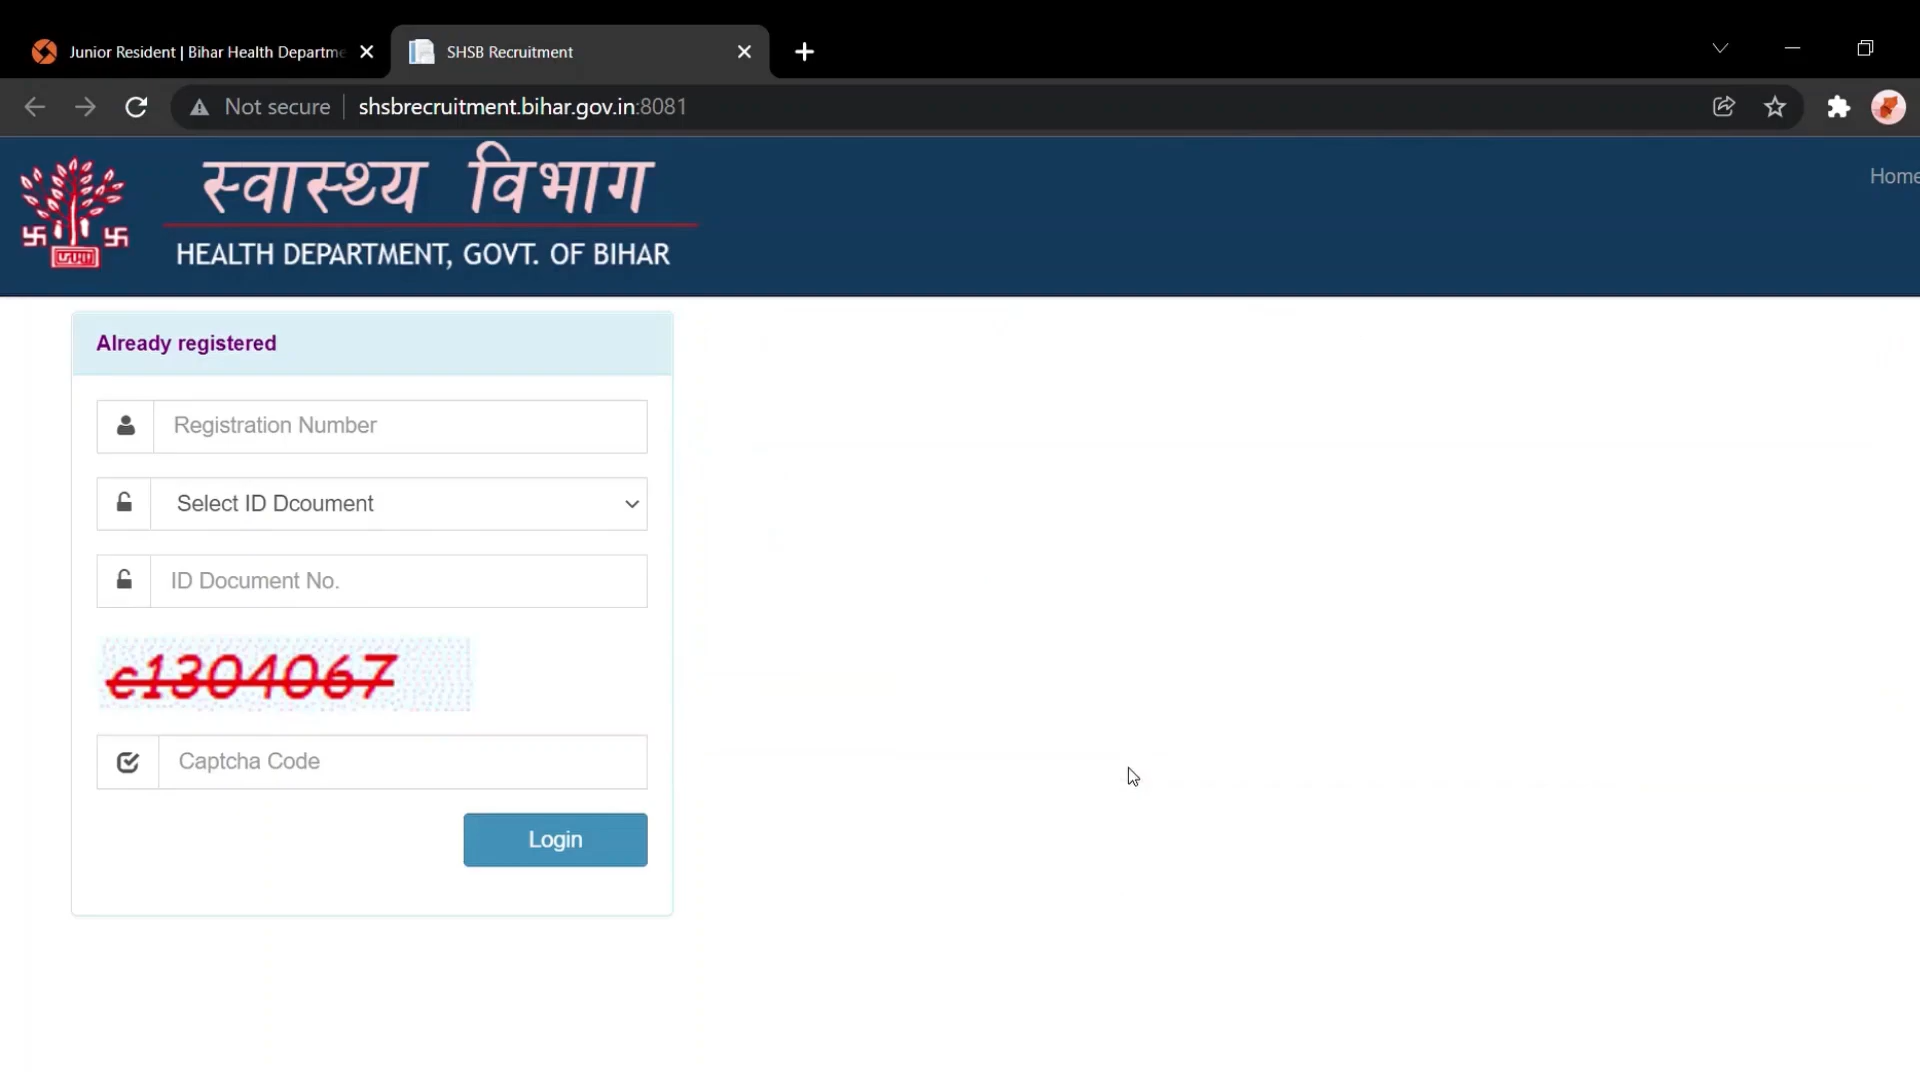 Junior Resident | Bihar Health Departme
SHSB Recruitment
Not secure
shsbrecruitment.bihar.gov.in:8081
स्वास्थ्य विभाग
HEALTH DEPARTMENT, GOVT. OF BIHAR
Home
Already registered
Registration Number
Select ID Dcoument
ID Document No.
c1304067
Captcha Code
Login